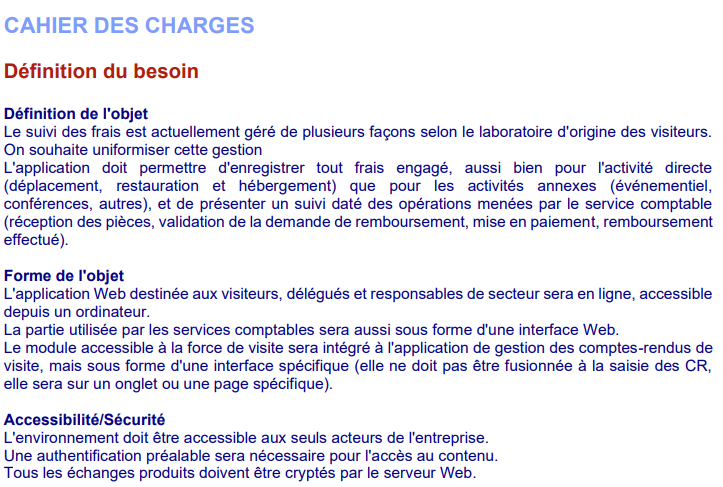 CAHIER DES CHARGES
Définition du besoin
Définition de l'objet
Le suivi des frais est actuellement géré de plusieurs façons selon le laboratoire d'origine des visiteurs.
On souhaite uniformiser cette gestion
L'application doit permettre d'enregistrer tout frais engagé, aussi bien pour l'activité directe
(déplacement, restauration et hébergement) que pour les activités annexes (événementiel,
conférences, autres), et de présenter un suivi daté des opérations menées par le service comptable
(réception des pièces, validation de la demande de remboursement, mise en paiement, remboursement
effectué).
Forme de l'objet
L'application Web destinée aux visiteurs, délégués et responsables de secteur sera en ligne, accessible
depuis un ordinateur.
La partie utilisée par les services comptables sera aussi sous forme d'une interface Web.
Le module accessible à la force de visite sera intégré à l'application de gestion des comptes-rendus de
visite, mais sous forme d'une interface spécifique (elle ne doit pas être fusionnée à la saisie des CR,
elle sera sur un onglet ou une page spécifique).
Accessibilité/Sécurité
L'environnement doit être accessible aux seuls acteurs de l'entreprise.
Une authentification préalable sera nécessaire pour l'accès au contenu.
Tous les échanges produits doivent être cryptés par le serveur Web.